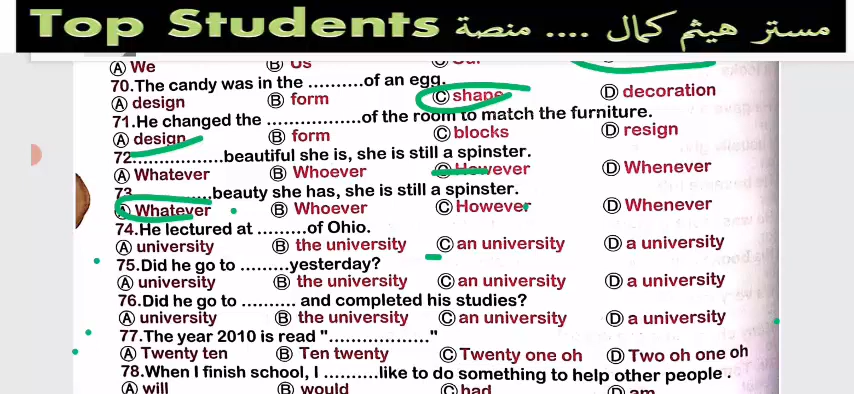 Top Students مستر هيثم كمال .... منصة
Ⓐ We Ⓑ Us Ⓒ Our
70.The candy was in the ..........of an egg.
Ⓐ design Ⓑ form Ⓒ shape Ⓓ decoration
71.He changed the .................of the room to match the furniture.
Ⓐ design Ⓑ form Ⓒ blocks Ⓓ resign
72.................beautiful she is, she is still a spinster.
Ⓐ Whatever Ⓑ Whoever Ⓒ However Ⓓ Whenever
73...............beauty she has, she is still a spinster.
Ⓐ Whatever Ⓑ Whoever Ⓒ However Ⓓ Whenever
74.He lectured at .........of Ohio.
Ⓐ university Ⓑ the university Ⓒ an university Ⓓ a university
75.Did he go to .........yesterday?
Ⓐ university Ⓑ the university Ⓒ an university Ⓓ a university
76.Did he go to .......... and completed his studies?
Ⓐ university Ⓑ the university Ⓒ an university Ⓓ a university
77.The year 2010 is read "..................."
Ⓐ Twenty ten Ⓑ Ten twenty Ⓒ Twenty one oh Ⓓ Two oh one oh
78.When I finish school, I ..........like to do something to help other people .
Ⓐ will Ⓑ would Ⓒ had Ⓓ am